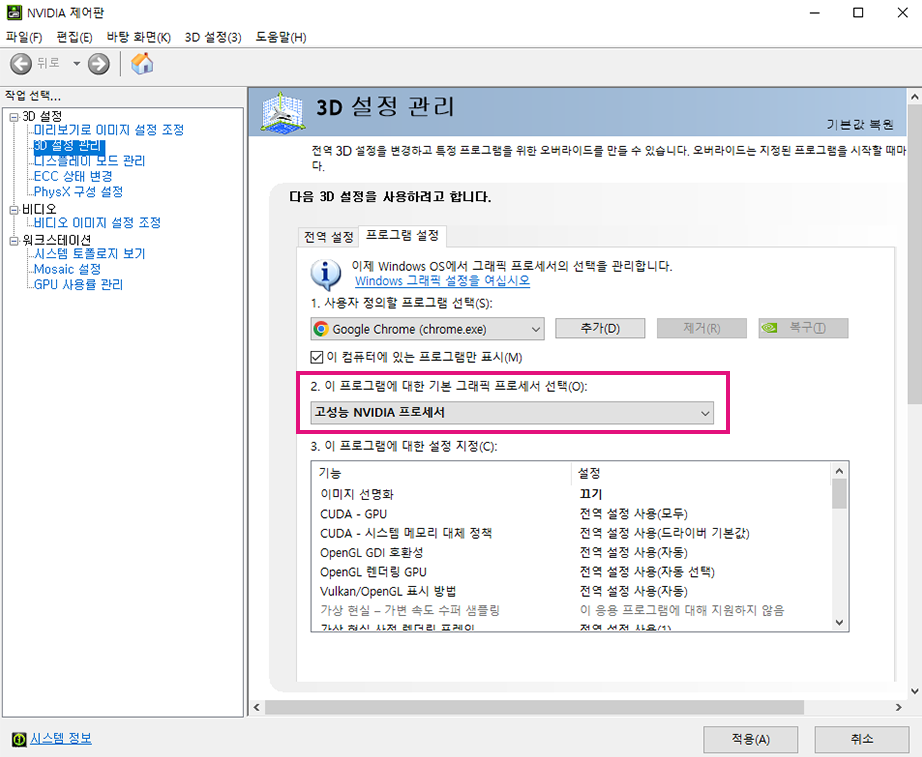 NVIDIA 제어판
파일(F) 편집(E) 바탕 화면(K) 3D 설정(3) 도움말(H)
뒤로
작업 선택...
3D 설정
미리보기로 이미지 설정 조정
3D 설정 관리
디스플레이 모드 관리
ECC 상태 변경
PhysX 구성 설정
비디오
비디오 이미지 설정 조정
워크스테이션
시스템 토폴로지 보기
Mosaic 설정
GPU 사용률 관리
3D 설정 관리
기본값 복원
전역 3D 설정을 변경하고 특정 프로그램을 위한 오버라이드를 만들 수 있습니다. 오버라이드는 지정된 프로그램을 시작할 때마
다.
다음 3D 설정을 사용하려고 합니다.
전역 설정 프로그램 설정
이제 Windows OS에서 그래픽 프로세서의 선택을 관리합니다.
Windows 그래픽 설정을 여십시오
1. 사용자 정의할 프로그램 선택(S):
Google Chrome (chrome.exe) 추가(D) 제거(R) 복구(T)
이 컴퓨터에 있는 프로그램만 표시(M)
2. 이 프로그램에 대한 기본 그래픽 프로세서 선택(O):
고성능 NVIDIA 프로세서
3. 이 프로그램에 대한 설정 지정(C):
기능 설정
이미지 선명화 끄기
CUDA - GPU 전역 설정 사용(모두)
CUDA - 시스템 메모리 대체 정책 전역 설정 사용(드라이버 기본값)
OpenGL GDI 호환성 전역 설정 사용(자동)
OpenGL 렌더링 GPU 전역 설정 사용(자동 선택)
Vulkan/OpenGL 표시 방법 전역 설정 사용(자동)
가상 현실 – 가변 속도 수퍼 샘플링 이 응용 프로그램에 대해 지원하지 않음
가상 현실 사전 렌더링 프레임 전역 설정 사용(1)
시스템 정보
적용(A) 취소